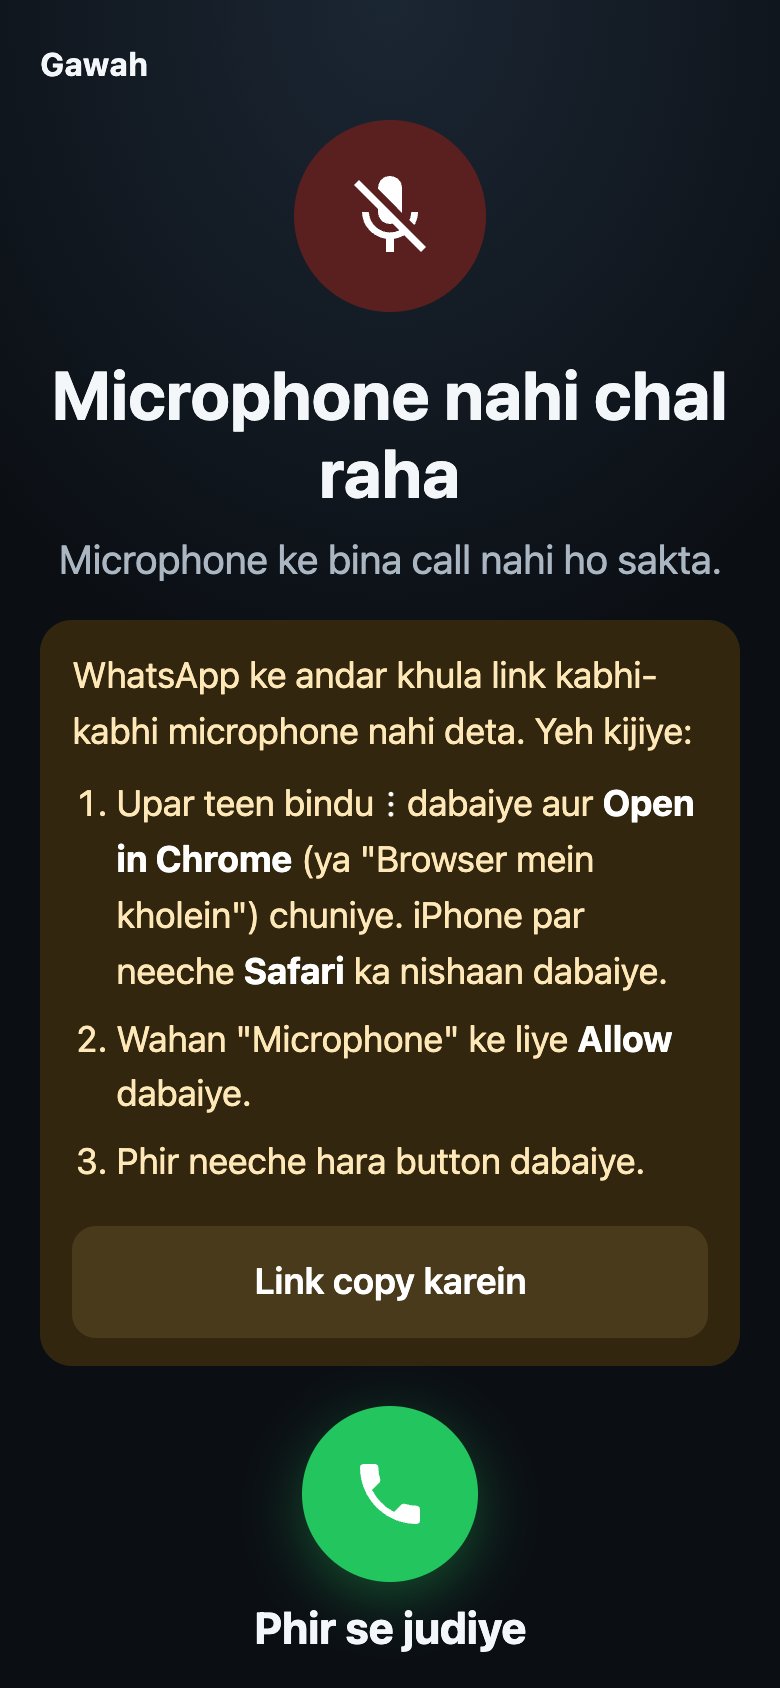 Gawah
Microphone nahi chal
raha
Microphone ke bina call nahi ho sakta.
WhatsApp ke andar khula link kabhi-
kabhi microphone nahi deta. Yeh kijiye:
1. Upar teen bindu ⋮ dabaiye aur Open
in Chrome (ya "Browser mein
kholein") chuniye. iPhone par
neeche Safari ka nishaan dabaiye.
2. Wahan "Microphone" ke liye Allow
dabaiye.
3. Phir neeche hara button dabaiye.
Link copy karein
Phir se judiye